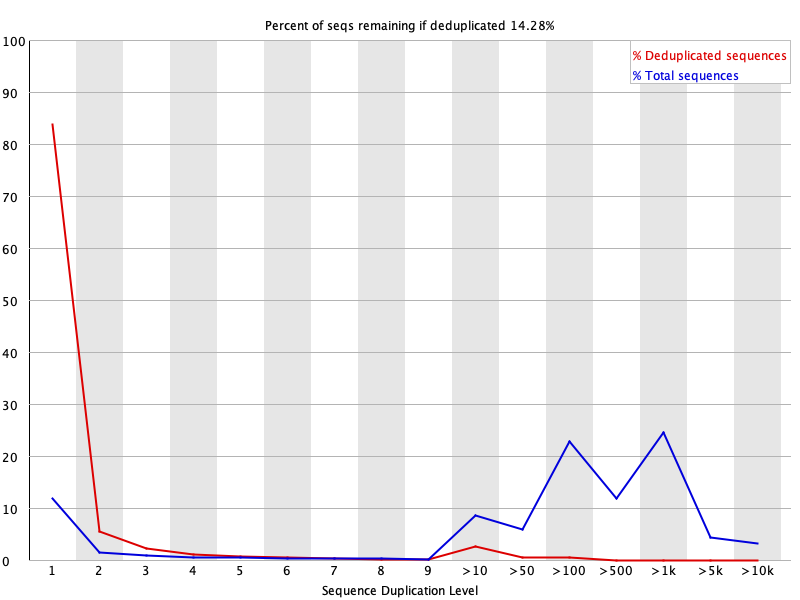 Percent of seqs remaining if deduplicated 14.28%
% Deduplicated sequences
% Total sequences
100
90
80
70
60
50
40
30
20
10
0
1 2 3 4 5 6 7 8 9 >10 >50 >100 >500 >1k >5k >10k
Sequence Duplication Level